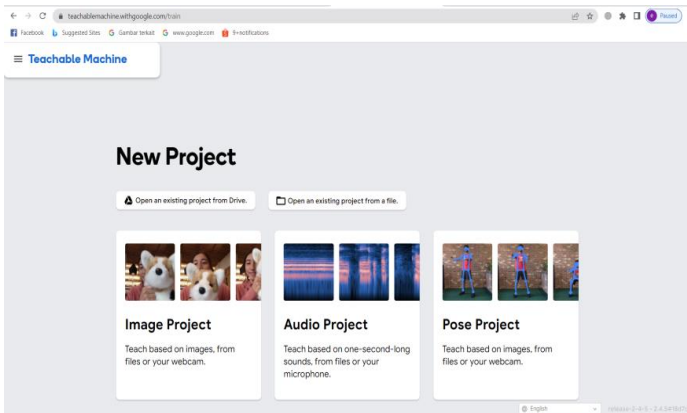 teachablemachine.withgoogle.com/train
Paused
Facebook
Suggested Sites
Gambar terkait
www.google.com
9+notifications
Teachable Machine
New Project
Open an existing project from Drive.
Open an existing project from a file.
Image Project
Teach based on images, from
files or your webcam.
Audio Project
Teach based on one-second-long
sounds, from files or your
microphone.
Pose Project
Teach based on images, from
files or your webcam.
English